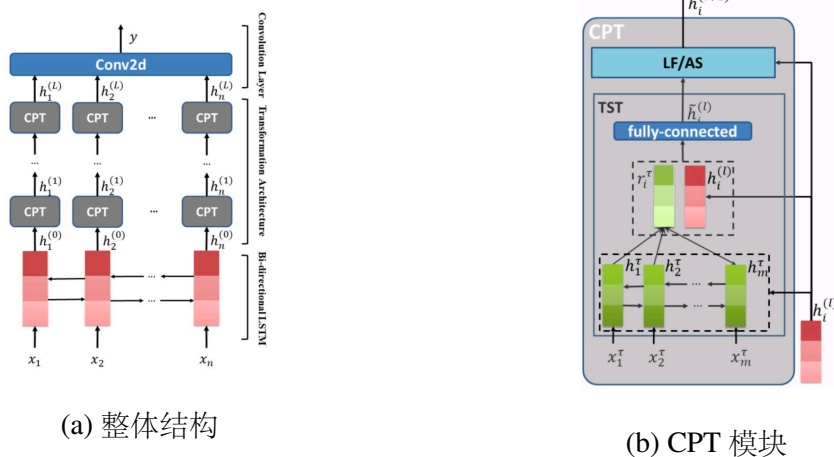 y
Conv2d
h_1^{(L)} h_2^{(L)} h_n^{(L)}
CPT CPT ... CPT
... ... ...
h_1^{(1)} h_2^{(1)} h_n^{(1)}
CPT CPT ... CPT
h_1^{(0)} h_2^{(0)} h_n^{(0)}
...
...
x_1 x_2 x_n
Convolution Layer
Transformation Architecture
Bi-directional LSTM
(a) 整体结构
CPT
LF/AS
TST
h̃_i^{(l)}
fully-connected
r_i^τ h_i^{(l)}
h_1^τ h_2^τ h_m^τ
...
...
x_1^τ x_2^τ x_m^τ
h_i^{(l)}
(b) CPT 模块